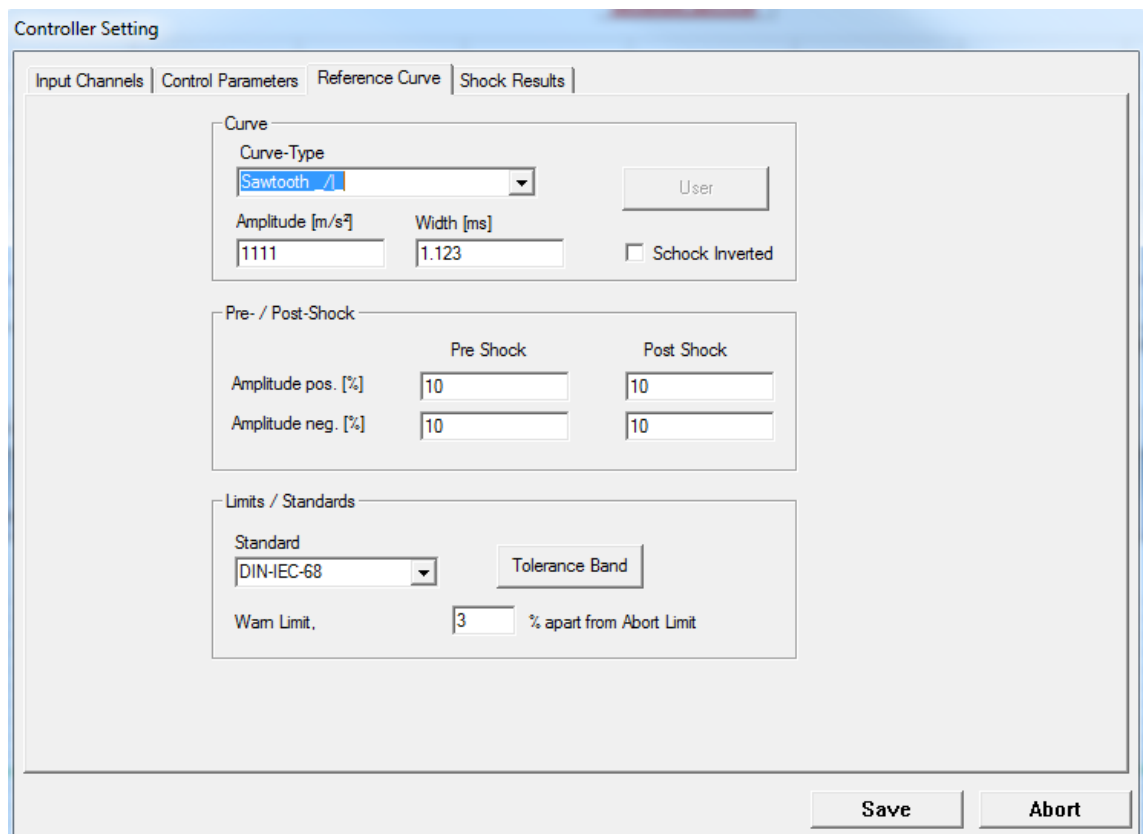 Controller Setting
Input Channels Control Parameters Reference Curve Shock Results
Curve
Curve-Type
Sawtooth _/|_
User
Amplitude [m/s²] Width [ms]
1111 1.123 Schock Inverted
Pre- / Post-Shock
Pre Shock Post Shock
Amplitude pos. [%] 10 10
Amplitude neg. [%] 10 10
Limits / Standards
Standard
DIN-IEC-68 Tolerance Band
Warn Limit, 3 % apart from Abort Limit
Save Abort